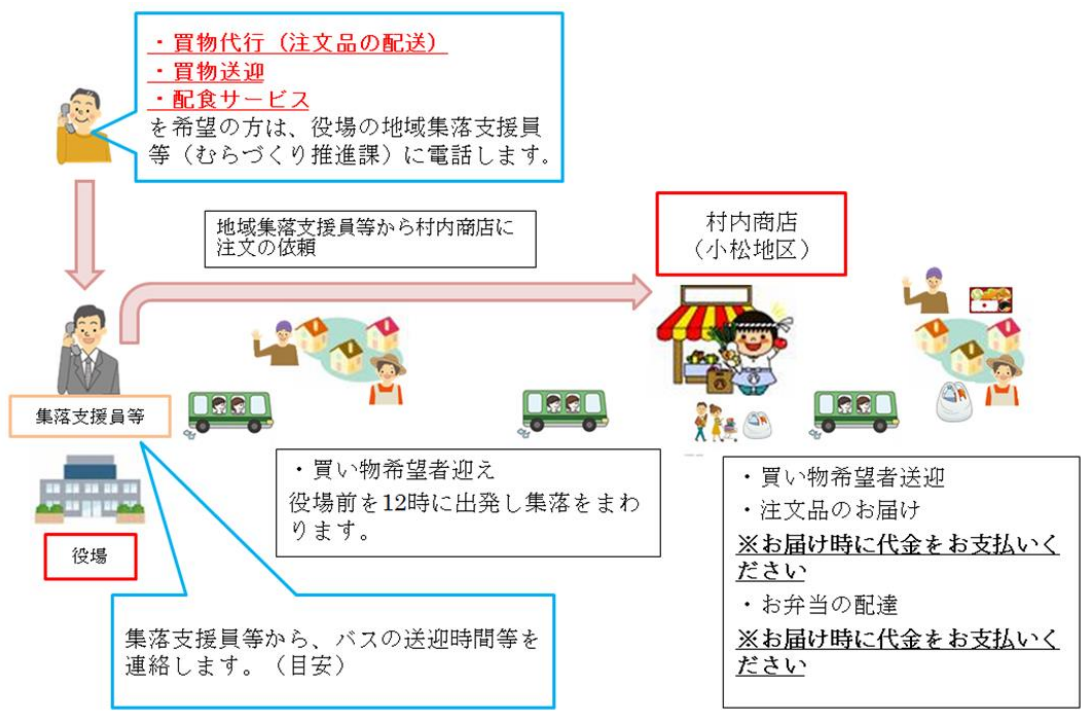 ・買物代行（注文品の配送）
・買物送迎
・配食サービス
を希望の方は、役場の地域集落支援員
等（むらづくり推進課）に電話します。
地域集落支援員等から村内商店に
注文の依頼
村内商店
（小松地区）
集落支援員等
役場
・買い物希望者迎え
役場前を12時に出発し集落をまわ
ります。
・買い物希望者送迎
・注文品のお届け
※お届け時に代金をお支払いく
ださい
・お弁当の配達
※お届け時に代金をお支払いく
ださい
集落支援員等から、バスの送迎時間等を
連絡します。（目安）